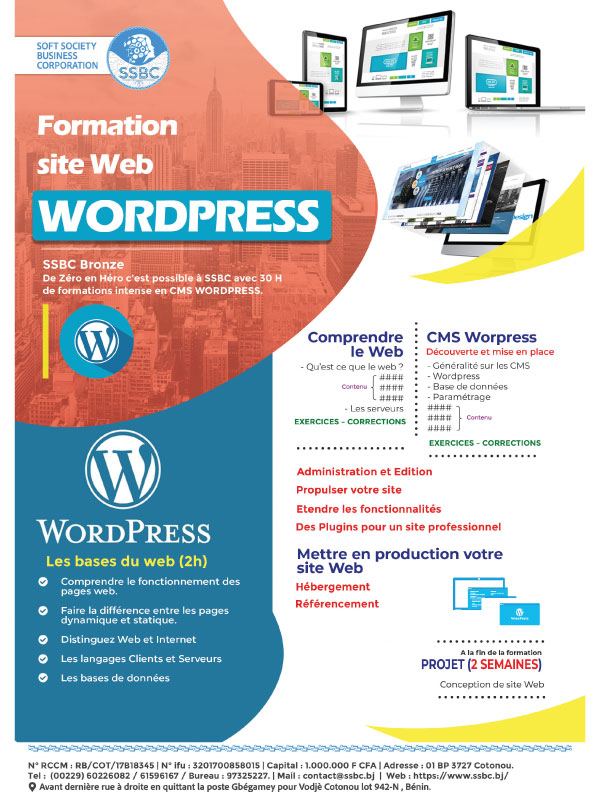 SOFT SOCIETY
BUSINESS
CORPORATION
SSBC
Formation
site Web
WORDPRESS
SSBC Bronze
De Zéro en Héro c'est possible à SSBC avec 30 H
de formations intense en CMS WORDPRESS.
Comprendre
le Web
- Qu'est ce que le web ?
Contenu
####
####
####
- Les serveurs
EXERCICES – CORRECTIONS
CMS Worpress
Découverte et mise en place
- Généralité sur les CMS
- Wordpress
- Base de données
- Paramétrage
####
####
####
Contenu
EXERCICES – CORRECTIONS
WORDPRESS
Les bases du web (2h)
Comprendre le fonctionnement des
pages web.
Faire la différence entre les pages
dynamique et statique.
Distinguez Web et Internet
Les langages Clients et Serveurs
Les bases de données
Administration et Edition
Propulser votre site
Etendre les fonctionnalités
Des Plugins pour un site professionnel
Mettre en production votre
site Web
Hébergement
Référencement
WordPress
A la fin de la formation
PROJET (2 SEMAINES)
Conception de site Web
N° RCCM : RB/COT/17B18345 | N° ifu : 3201700858015 | Capital : 1.000.000 F CFA | Adresse : 01 BP 3727 Cotonou.
Tel : (00229) 60226082 / 61596167 / Bureau : 97325227. | Mail : contact@ssbc.bj | Web : https://www.ssbc.bj/
Avant dernière rue à droite en quittant la poste Gbégamey pour Vodjè Cotonou lot 942-N , Bénin.